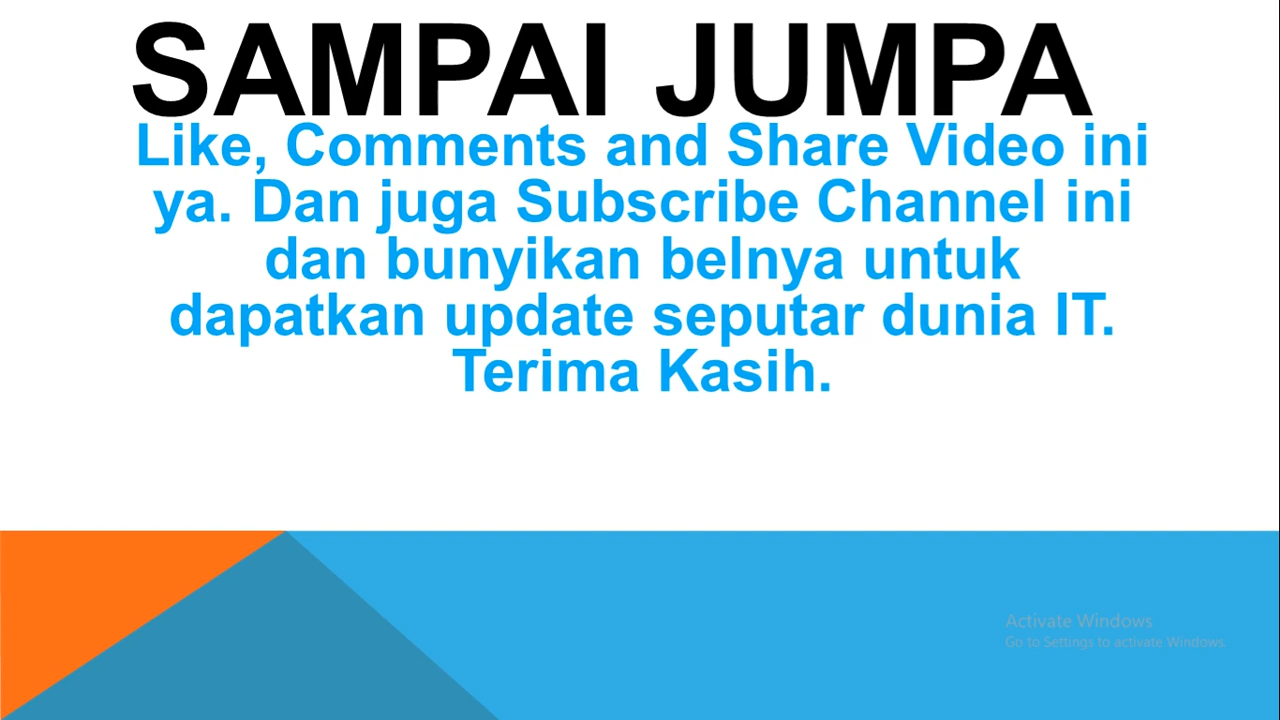 SAMPAI JUMPA
Like, Comments and Share Video ini
ya. Dan juga Subscribe Channel ini
dan bunyikan belnya untuk
dapatkan update seputar dunia IT.
Terima Kasih.
Activate Windows
Go to Settings to activate Windows.